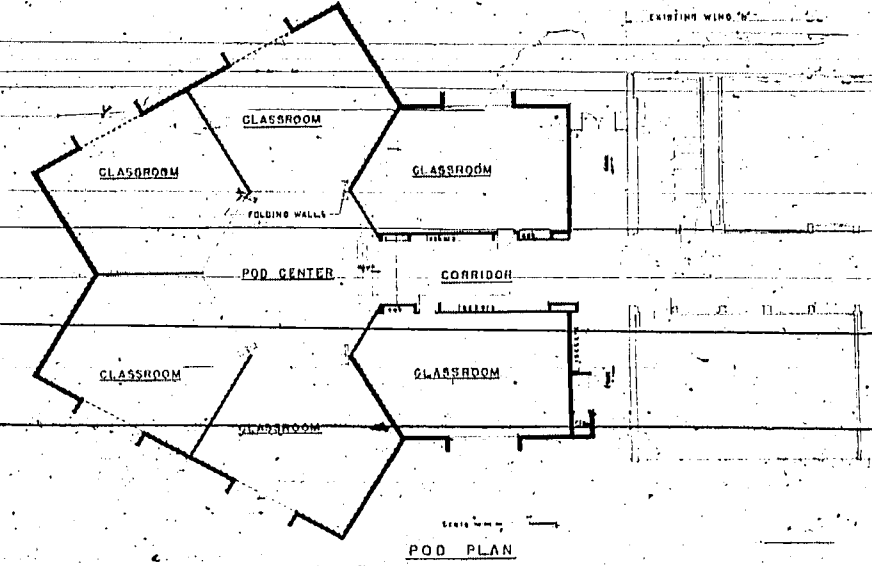 EXISTING WING "B"
CLASSROOM
CLASSROOM
CLASSROOM
FOLDING WALLS
POD CENTER
CORRIDOR
CLASSROOM
CLASSROOM
CLASSROOM
POD PLAN